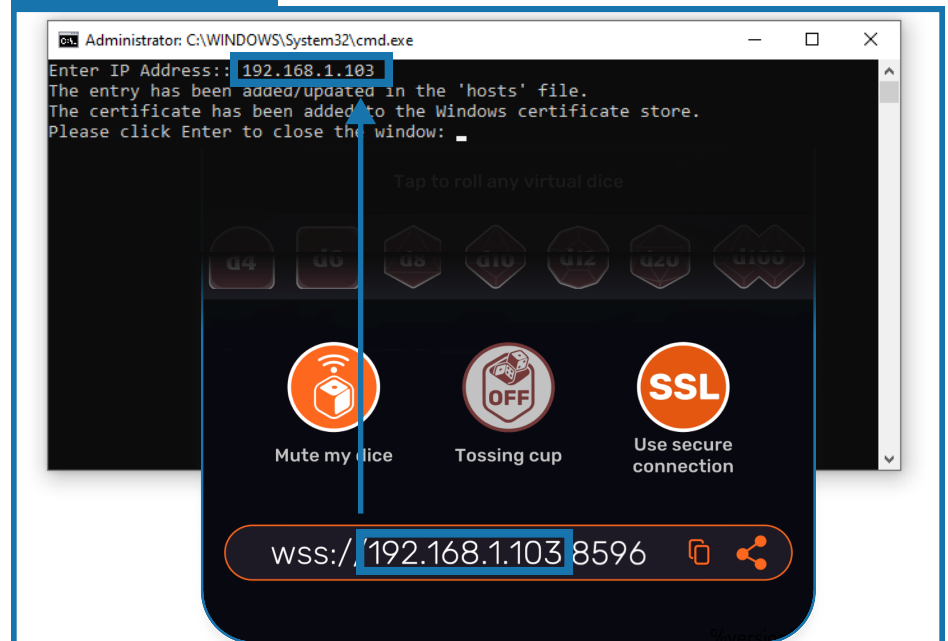 Administrator: C:\WINDOWS\System32\cmd.exe
Enter IP Address:: 192.168.1.103
The entry has been added/updated in the 'hosts' file.
The certificate has been added to the Windows certificate store.
Please click Enter to close the window:
Tap to roll any virtual dice
d4 d6 d8 d10 d12 d20 d100
OFF
SSL
Mute my dice
Tossing cup
Use secure
connection
wss://192.168.1.103 8596